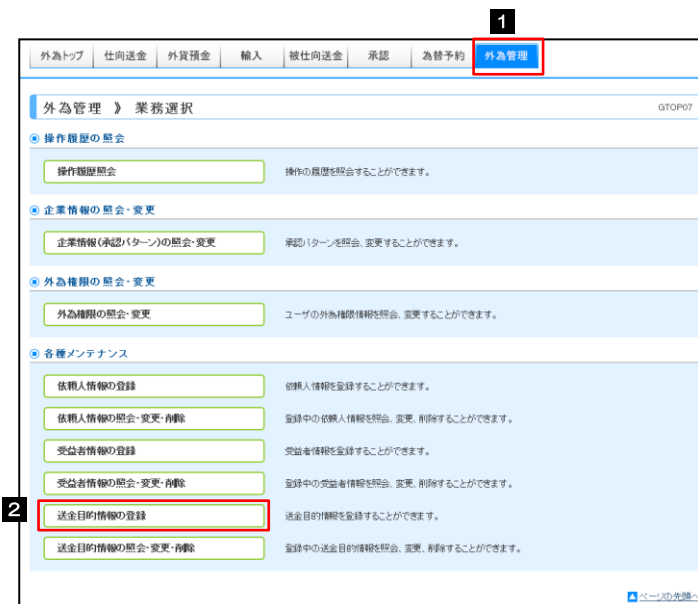 1
外為トップ 仕向送金 外貨預金 輸入 被仕向送金 承認 為替予約 外為管理
外為管理 》 業務選択 GTOP07
操作履歴の照会
操作履歴照会 操作の履歴を照会することができます。
企業情報の照会・変更
企業情報(承認パターン)の照会・変更 承認パターンを照会、変更することができます。
外為権限の照会・変更
外為権限の照会・変更 ユーザの外為権限情報を照会、変更することができます。
各種メンテナンス
依頼人情報の登録 依頼人情報を登録することができます。
依頼人情報の照会・変更・削除 登録中の依頼人情報を照会、変更、削除することができます。
受益者情報の登録 受益者情報を登録することができます。
受益者情報の照会・変更・削除 登録中の受益者情報を照会、変更、削除することができます。
2 送金目的情報の登録 送金目的情報を登録することができます。
送金目的情報の照会・変更・削除 登録中の送金目的情報を照会、変更、削除することができます。
ページの先頭へ